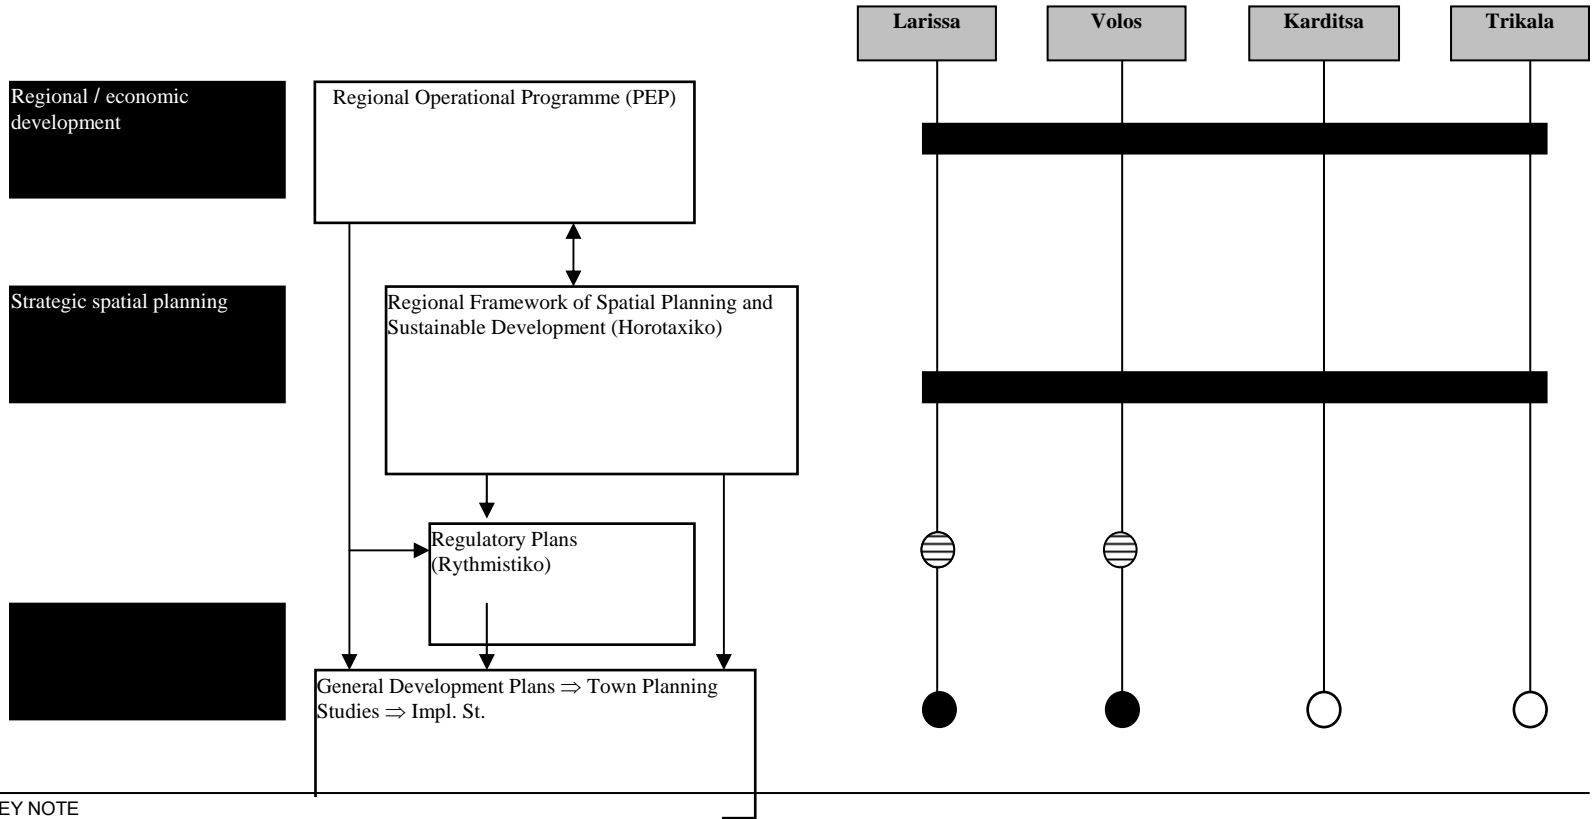 Larissa
Volos
Karditsa
Trikala
Regional / economic
development
Regional Operational Programme (PEP)
Strategic spatial planning
Regional Framework of Spatial Planning and
Sustainable Development (Horotaxiko)
Regulatory Plans
(Rythmistiko)
General Development Plans ⇒ Town Planning
Studies ⇒ Impl. St.
EY NOTE